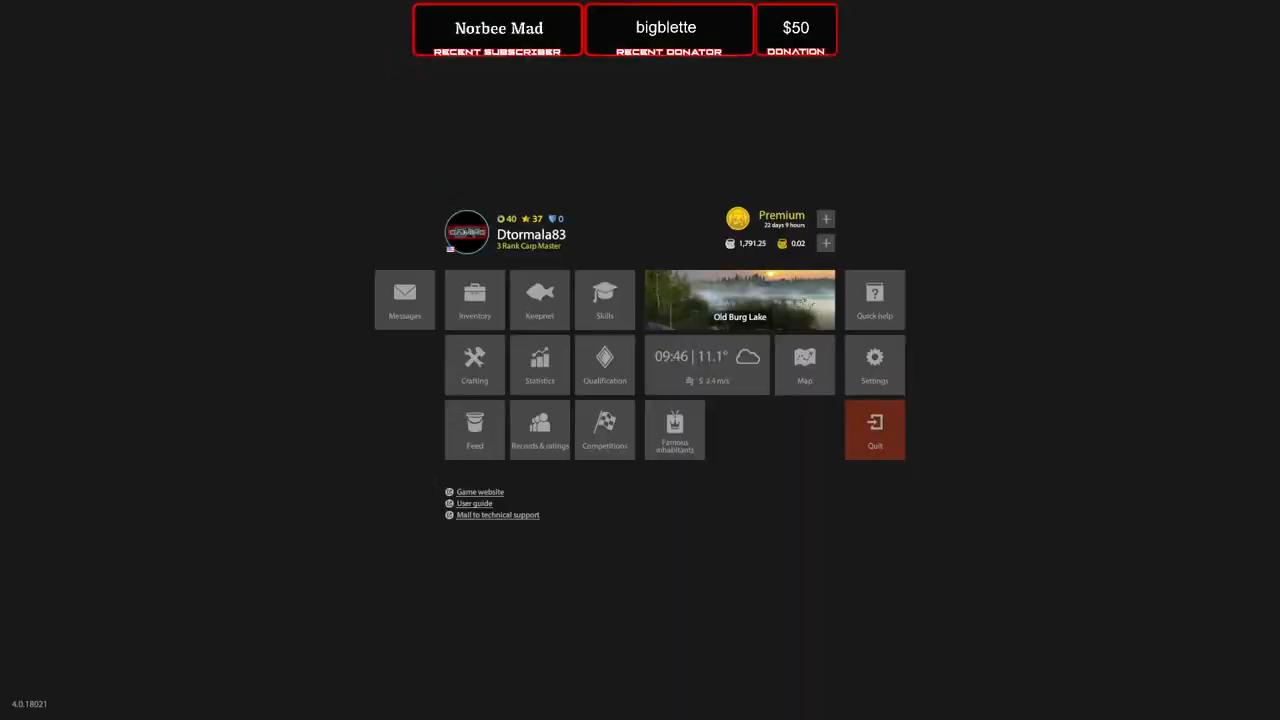 Norbee Mad
RECENT SUBSCRIBER
bigblette
RECENT DONATOR
$50
DONATION
40 37 0
Dtormala83
3 Rank Carp Master
Premium
22 days 9 hours
1,791.25 0.02
Messages
Inventory
Keepnet
Skills
Old Burg Lake
Quick help
Crafting
Statistics
Qualification
09:46 | 11.1°
S 2.4 m/s
Map
Settings
Feed
Records & ratings
Competitions
Famous
inhabitants
Quit
Game website
User guide
Mail to technical support
4.0.18021